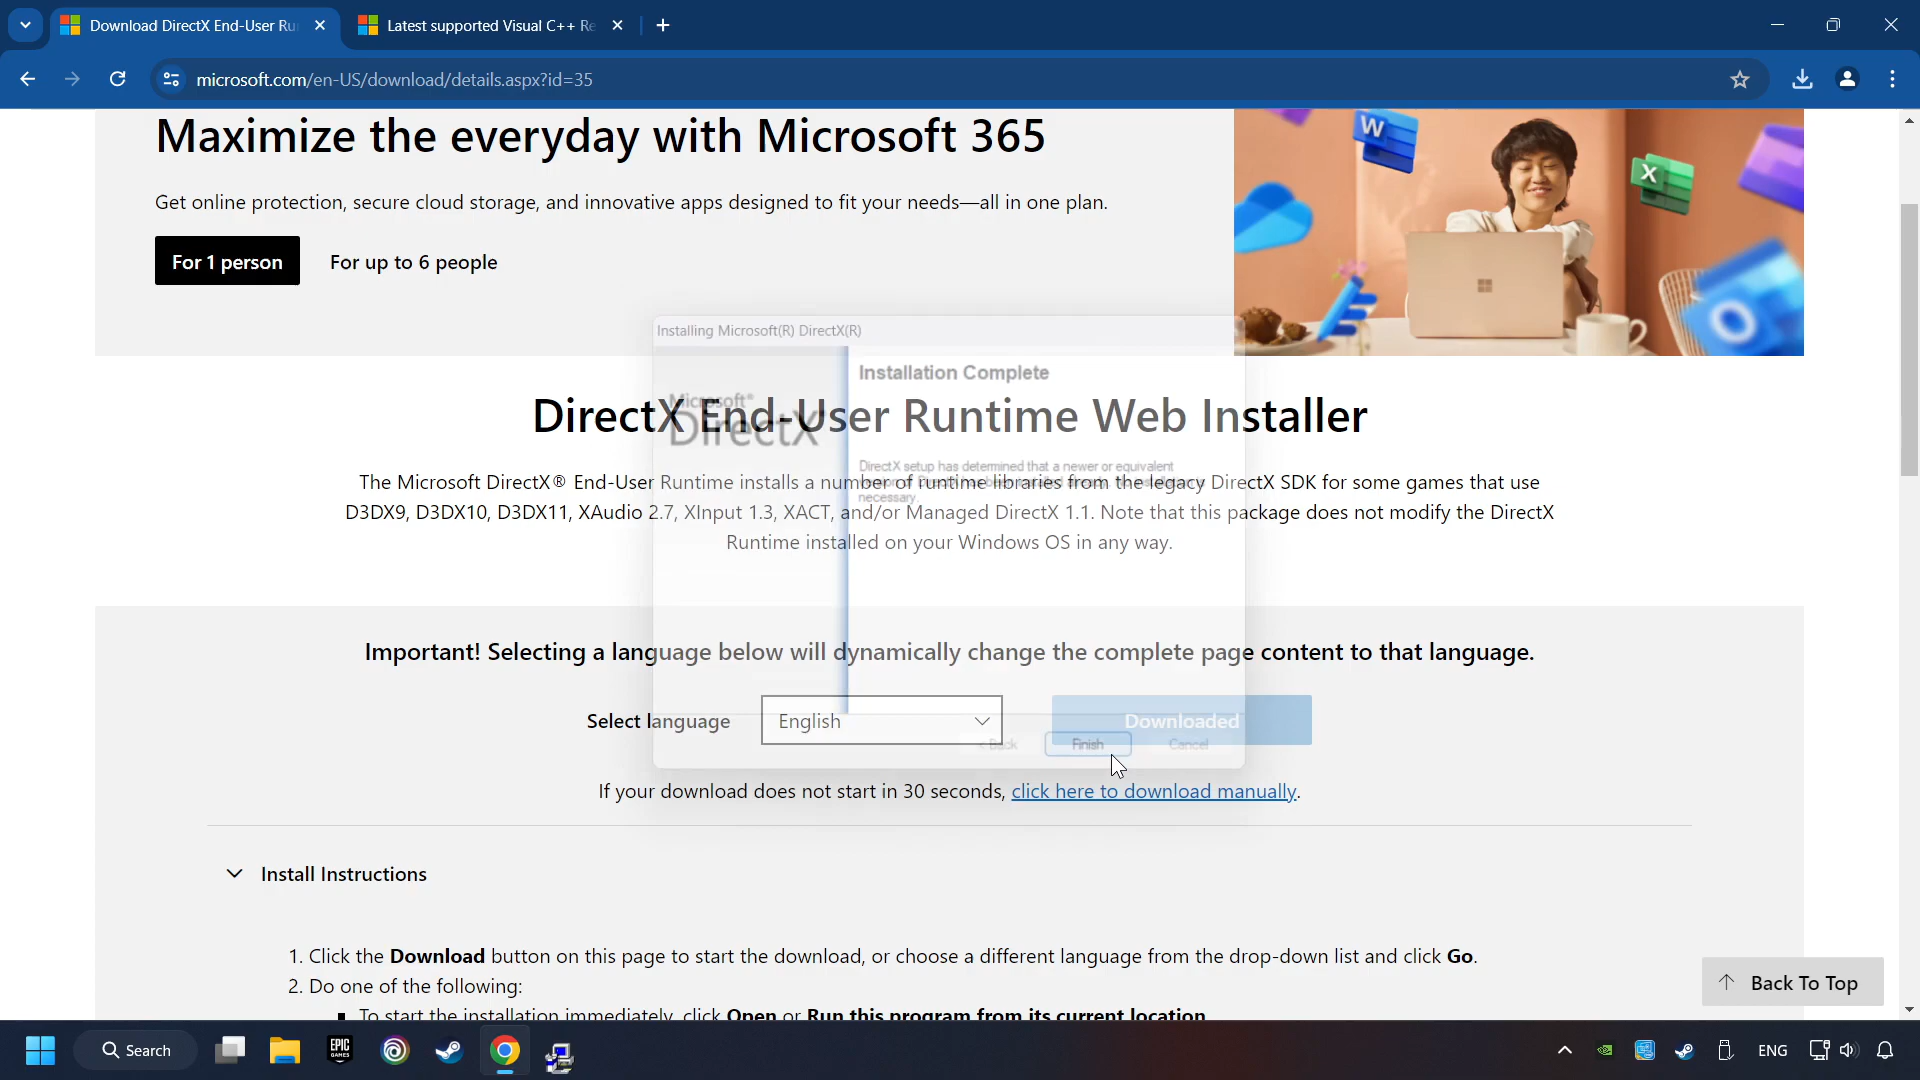 Download DirectX End-User Ru
Latest supported Visual C++ Re
microsoft.com/en-US/download/details.aspx?id=35
Maximize the everyday with Microsoft 365
Get online protection, secure cloud storage, and innovative apps designed to fit your needs—all in one plan.
For 1 person
For up to 6 people
Installing Microsoft(R) DirectX(R)
Installation Complete
Microsoft®
DirectX
DirectX End-User Runtime Web Installer
DirectX setup has determined that a newer or equivalent
necessary.
The Microsoft DirectX® End-User Runtime installs a number of runtime libraries from the legacy DirectX SDK for some games that use
D3DX9, D3DX10, D3DX11, XAudio 2.7, XInput 1.3, XACT, and/or Managed DirectX 1.1. Note that this package does not modify the DirectX
Runtime installed on your Windows OS in any way.
Important! Selecting a language below will dynamically change the complete page content to that language.
Select language
English
Downloaded
< Back
Finish
Cancel
If your download does not start in 30 seconds, click here to download manually.
Install Instructions
1. Click the Download button on this page to start the download, or choose a different language from the drop-down list and click Go.
2. Do one of the following:
To start the installation immediately, click Open or Run this program from its current location.
Back To Top
Search
EPIC
GAMES
ENG